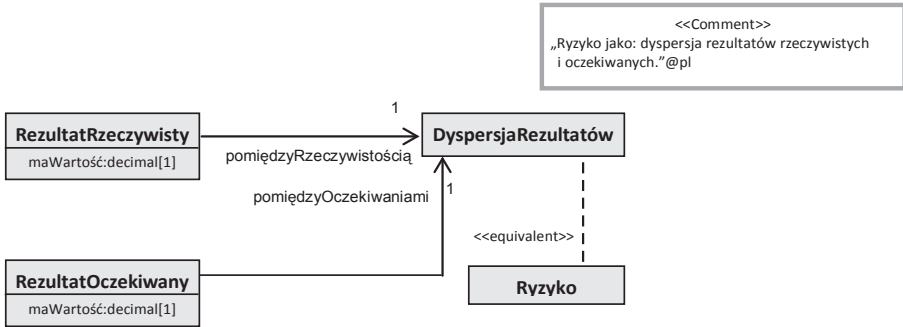 <<Comment>>
„Ryzyko jako: dyspersja rezultatów rzeczywistych
i oczekiwanych.”@pl
1
RezultatRzeczywisty
DyspersjaRezultatów
maWartość:decimal[1]
pomiędzyRzeczywistością
pomiędzyOczekiwaniami
1
<<equivalent>>
RezultatOczekiwany
Ryzyko
maWartość:decimal[1]